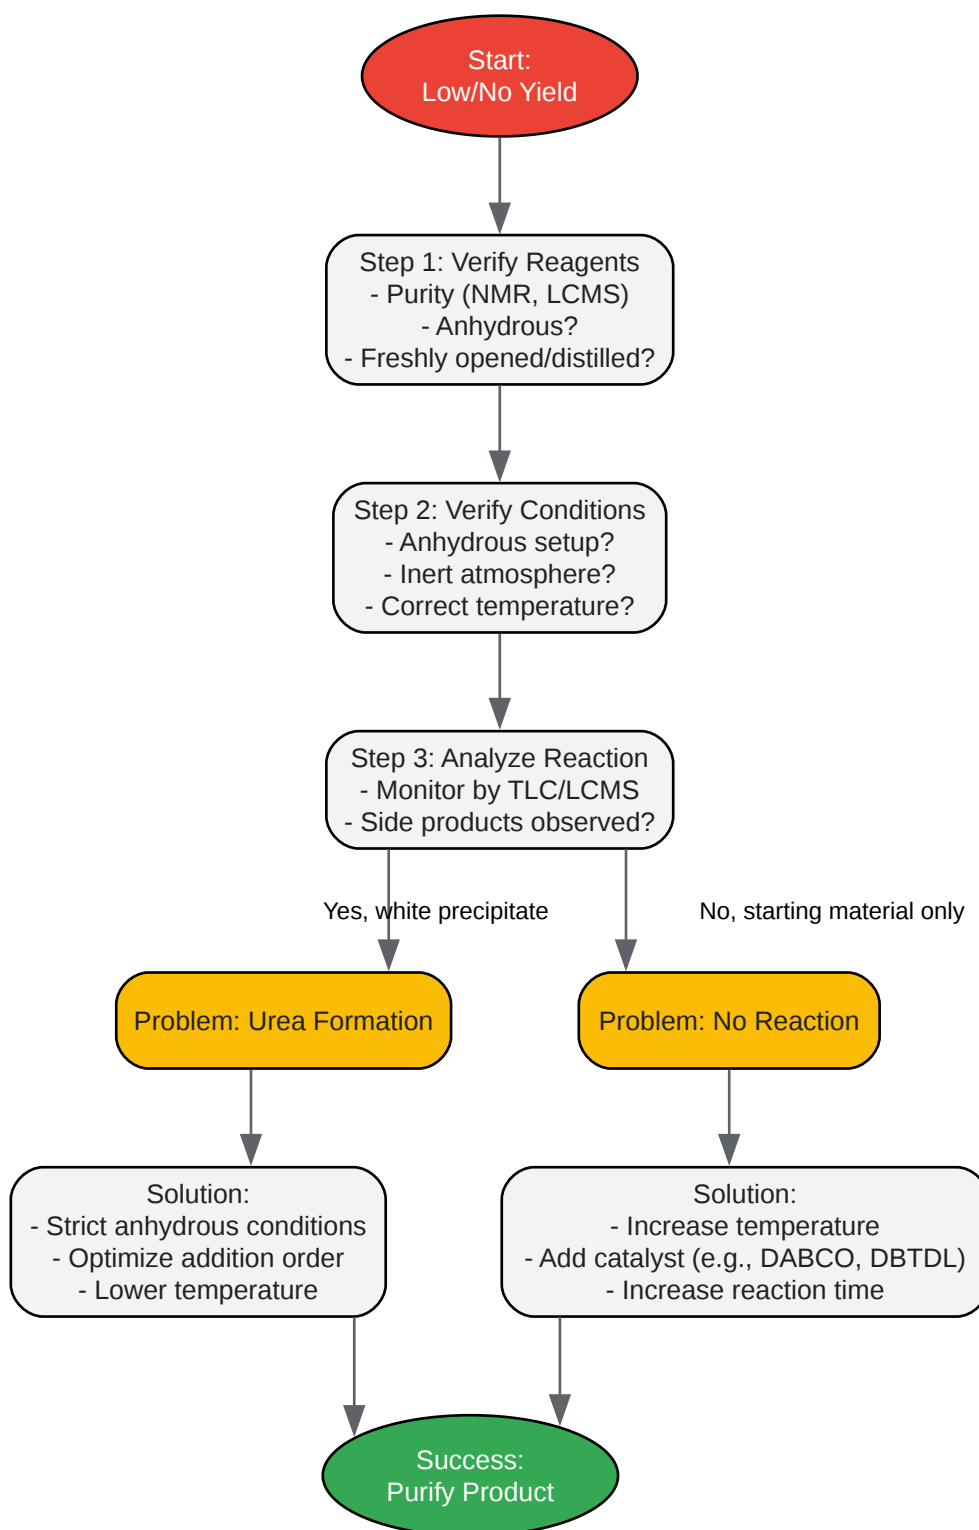 Start:
Low/No Yield
Step 1: Verify Reagents
- Purity (NMR, LCMS)
- Anhydrous?
- Freshly opened/distilled?
Step 2: Verify Conditions
- Anhydrous setup?
- Inert atmosphere?
- Correct temperature?
Step 3: Analyze Reaction
- Monitor by TLC/LCMS
- Side products observed?
Yes, white precipitate
No, starting material only
Problem: Urea Formation
Problem: No Reaction
Solution:
- Strict anhydrous conditions
- Optimize addition order
- Lower temperature
Solution:
- Increase temperature
- Add catalyst (e.g., DABCO, DBTDL)
- Increase reaction time
Success:
Purify Product